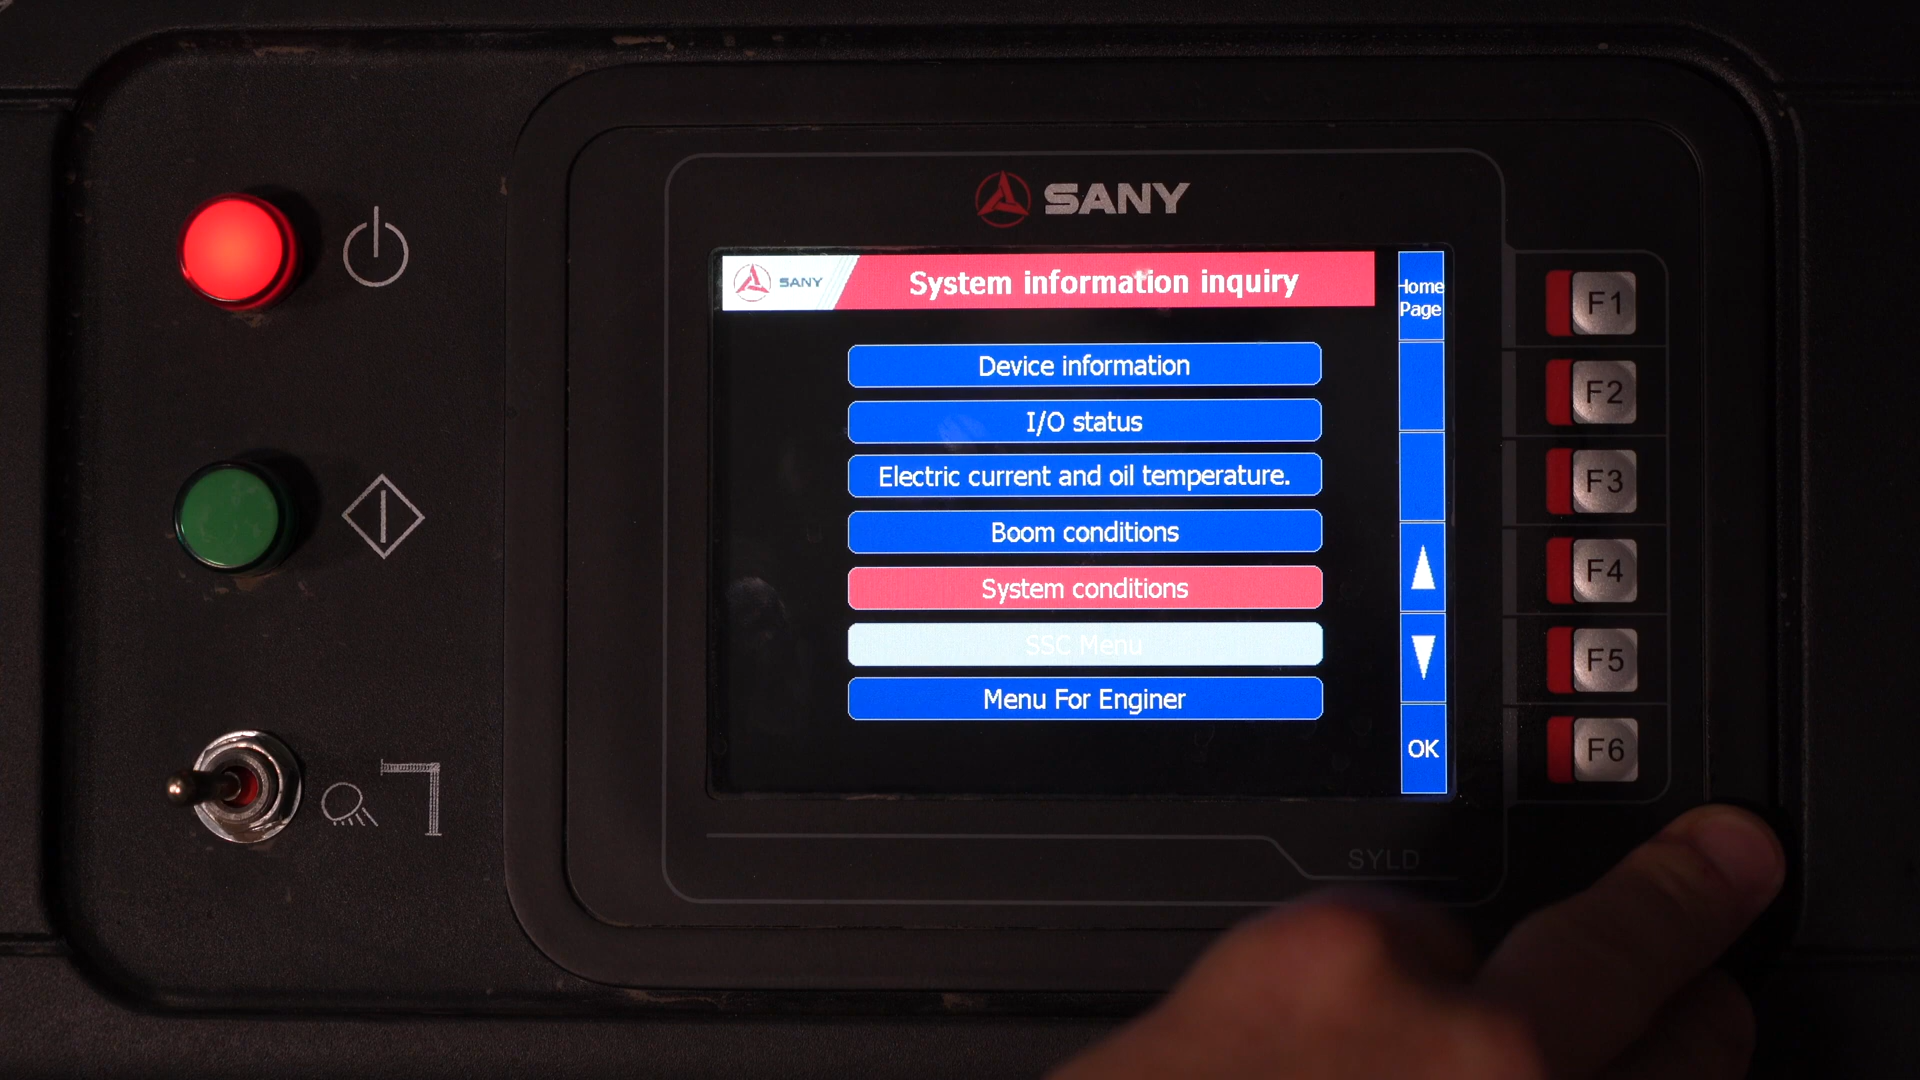 SANY
SANY
System information inquiry
Home
Page
Device information
I/O status
Electric current and oil temperature.
Boom conditions
System conditions
SSC Menu
Menu For Enginer
OK
F1
F2
F3
F4
F5
F6
SYLD